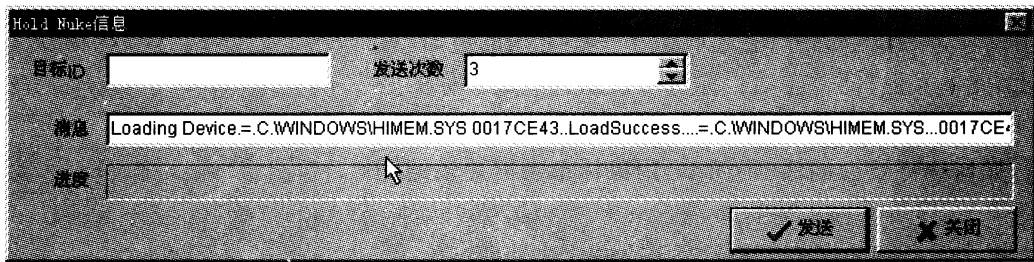 Hold Nuke信息
目标ID 发送次数 3
消息 Loading Device.=.C.\WINDOWS\HIMEM.SYS 0017CE43..LoadSuccess....=.C.\WINDOWS\HIMEM.SYS...0017CE4
进度
发送 关闭